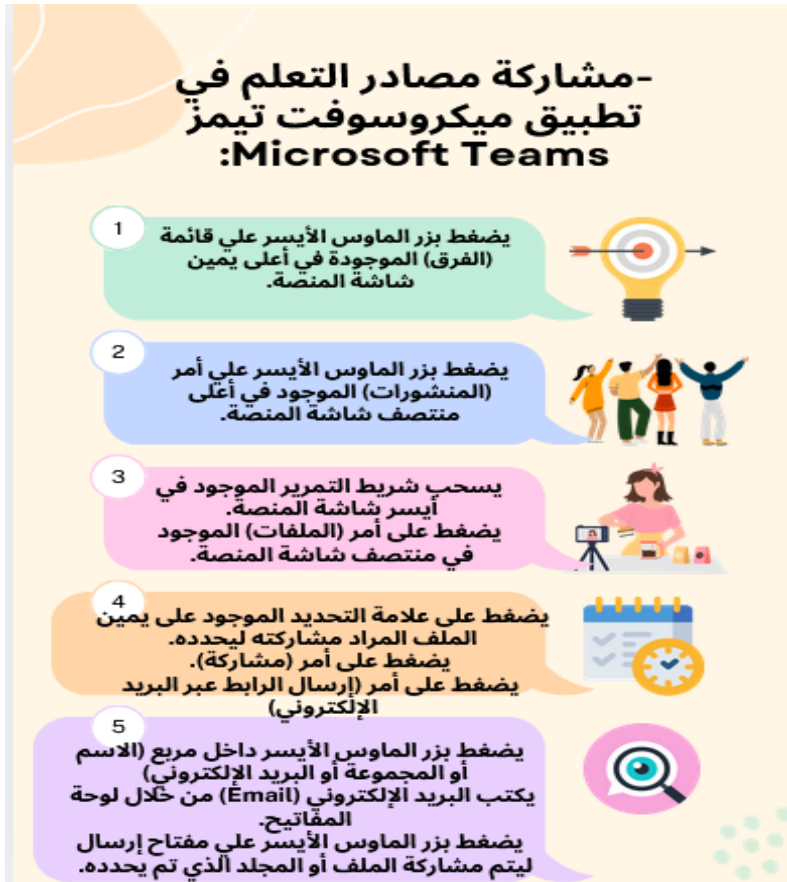 -مشاركة مصادر التعلم في
تطبيق ميكروسوفت تيمز
Microsoft Teams:
1
يضغط بزر الماوس الأيسر علي قائمة
(الفرق) الموجودة في أعلى يمين
شاشة المنصة.
2
يضغط بزر الماوس الأيسر علي أمر
(المنشورات) الموجود في أعلى
منتصف شاشة المنصة.
3
يسحب شريط التمرير الموجود في
أيسر شاشة المنصة.
يضغط على أمر (الملفات) الموجود
في منتصف شاشة المنصة.
4
يضغط على علامة التحديد الموجود على يمين
الملف المراد مشاركته ليحدده.
يضغط على أمر (مشاركة).
يضغط على أمر (إرسال الرابط عبر البريد
الإلكتروني)
5
يضغط بزر الماوس الأيسر داخل مربع (الاسم
أو المجموعة أو البريد الإلكتروني)
يكتب البريد الإلكتروني (Email) من خلال لوحة
المفاتيح.
يضغط بزر الماوس الأيسر علي مفتاح إرسال
ليتم مشاركة الملف أو المجلد الذي تم يحدده.